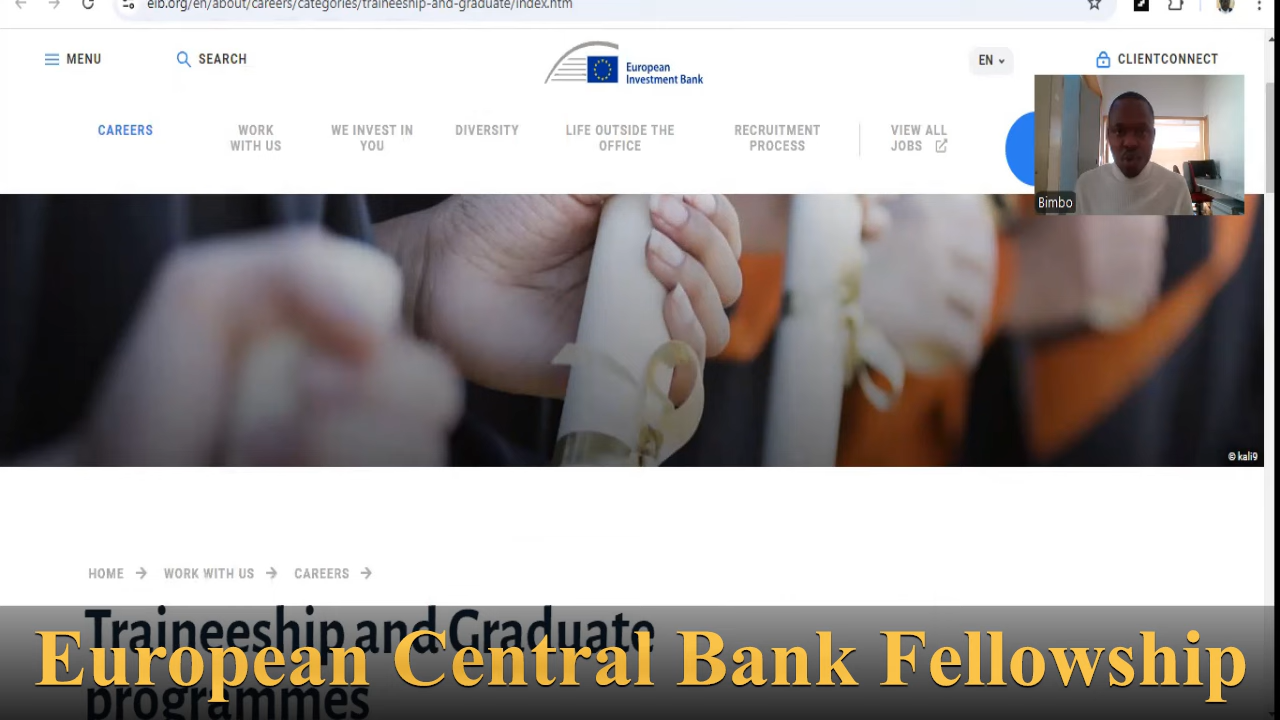 eib.org/en/about/careers/categories/traineeship-and-graduate/index.htm
MENU
SEARCH
European
Investment Bank
EN
CLIENTCONNECT
CAREERS
WORK
WITH US
WE INVEST IN
YOU
DIVERSITY
LIFE OUTSIDE THE
OFFICE
RECRUITMENT
PROCESS
VIEW ALL
JOBS
Bimbo
© kali9
HOME → WORK WITH US → CAREERS →
Traineeship and Graduate
programmes
European Central Bank Fellowship